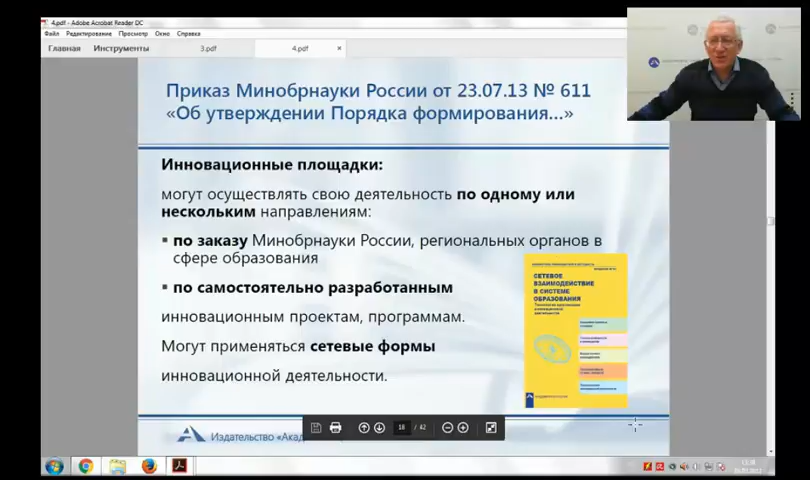 4.pdf - Adobe Acrobat Reader DC
Файл Редактирование Просмотр Окно Справка
Главная Инструменты 3.pdf 4.pdf ×
Приказ Минобрнауки России от 23.07.13 № 611
«Об утверждении Порядка формирования...»
Инновационные площадки:
могут осуществлять свою деятельность по одному или
нескольким направлениям:
▪ по заказу Минобрнауки России, региональных органов в
сфере образования
▪ по самостоятельно разработанным
инновационным проектам, программам.
Могут применяться сетевые формы
инновационной деятельности.
СЕТЕВОЕ
ВЗАИМОДЕЙСТВИЕ
В СИСТЕМЕ
ОБРАЗОВАНИЯ
Издательство «Ака
18 / 42